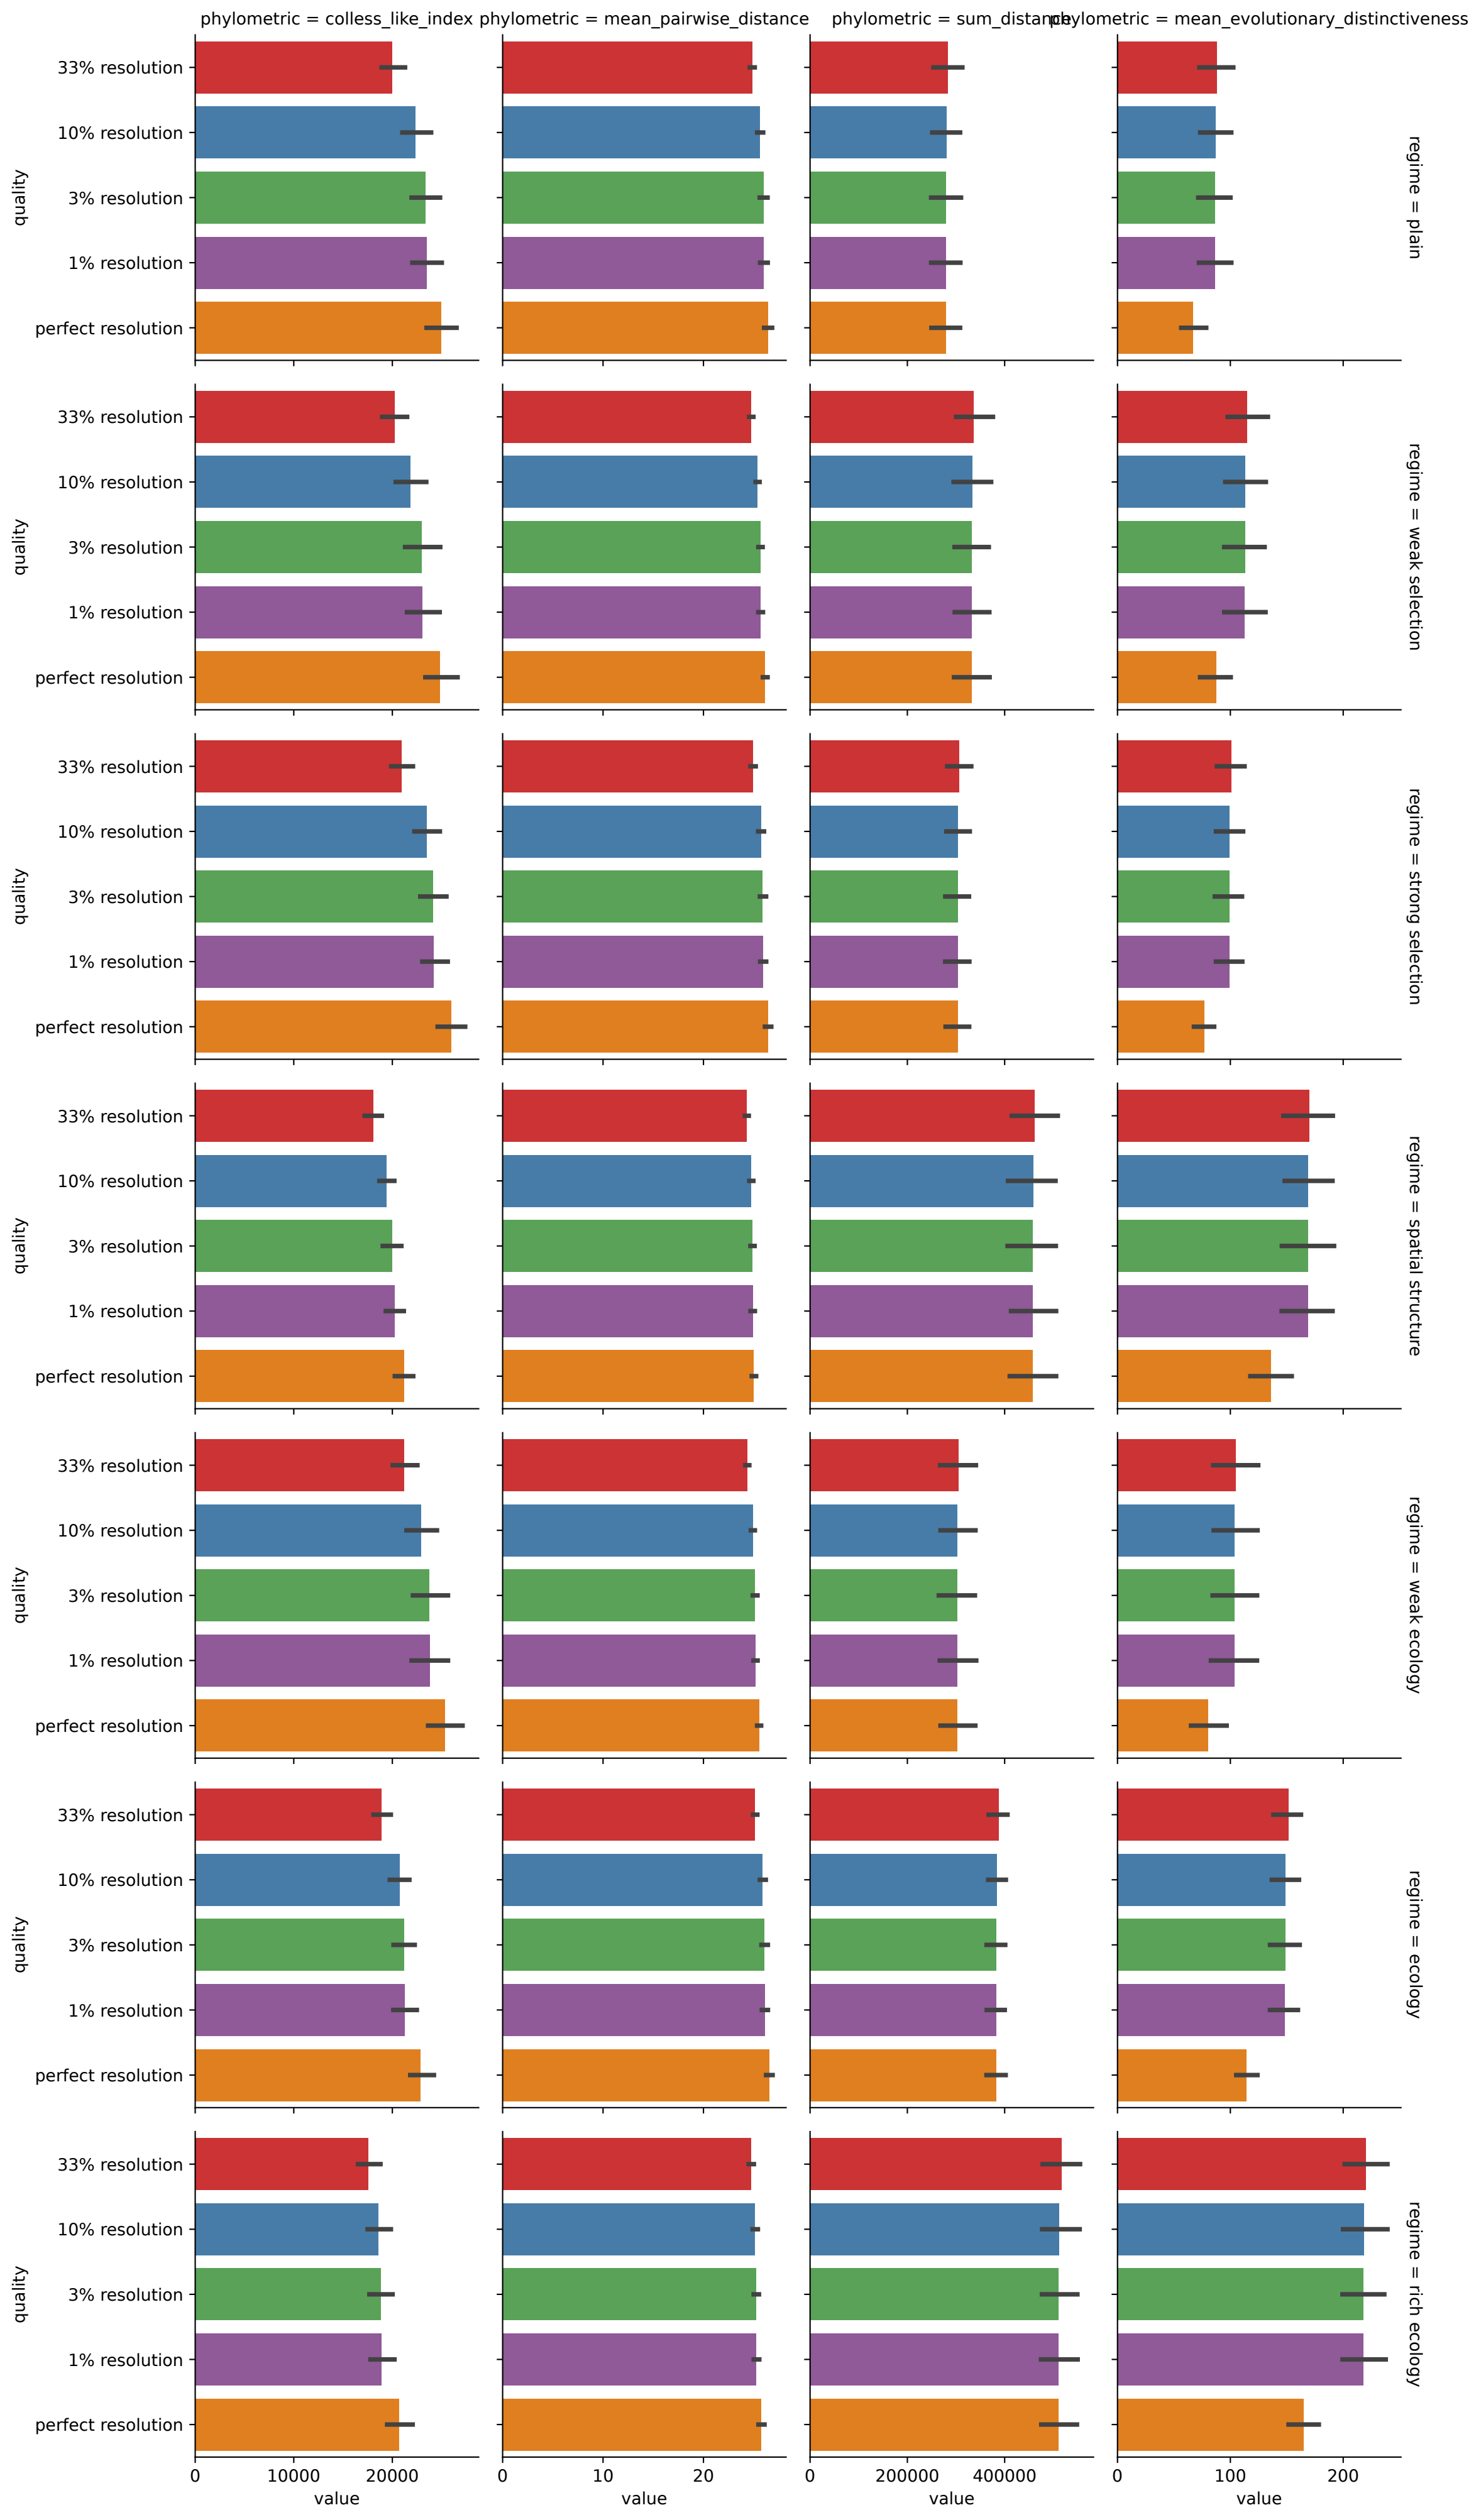 phylometric = colless_like_index
phylometric = mean_pairwise_distance
phylometric = sum_distance
phylometric = mean_evolutionary_distinctiveness
33% resolution
10% resolution
3% resolution
1% resolution
perfect resolution
quality
regime = plain
33% resolution
10% resolution
3% resolution
1% resolution
perfect resolution
quality
regime = weak selection
33% resolution
10% resolution
3% resolution
1% resolution
perfect resolution
quality
regime = strong selection
33% resolution
10% resolution
3% resolution
1% resolution
perfect resolution
quality
regime = spatial structure
33% resolution
10% resolution
3% resolution
1% resolution
perfect resolution
quality
regime = weak ecology
33% resolution
10% resolution
3% resolution
1% resolution
perfect resolution
quality
regime = ecology
33% resolution
10% resolution
3% resolution
1% resolution
perfect resolution
quality
regime = rich ecology
0 10000 20000
0 10 20
0 200000 400000
0 100 200
value
value
value
value